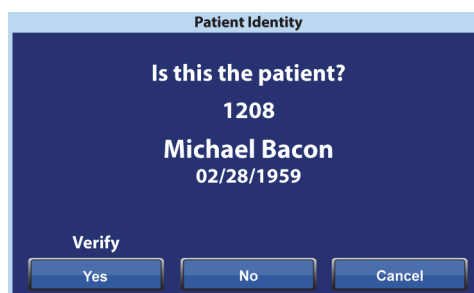 Patient Identity
Is this the patient?
1208
Michael Bacon
02/28/1959
Verify
Yes No Cancel